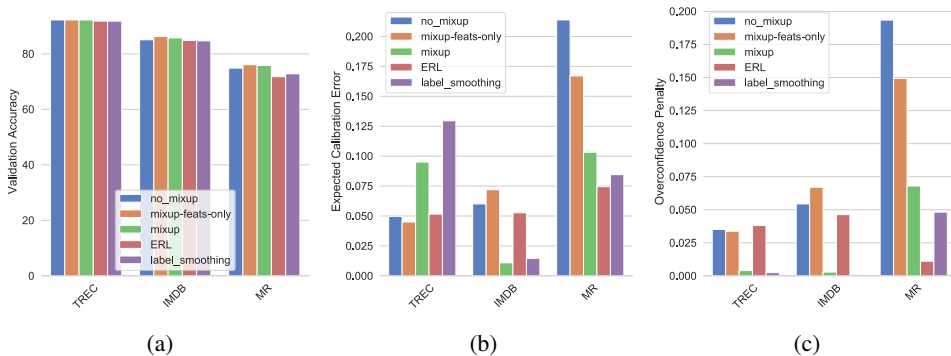 Validation Accuracy
80
60
40
20
0
no_mixup
mixup-feats-only
mixup
ERL
label_smoothing
TREC
IMDB
MR
(a)
Expected Calibration Error
0.200
0.175
0.150
0.125
0.100
0.075
0.050
0.025
0.000
no_mixup
mixup-feats-only
mixup
ERL
label_smoothing
TREC
IMDB
MR
(b)
Overconfidence Penalty
0.200
0.175
0.150
0.125
0.100
0.075
0.050
0.025
0.000
no_mixup
mixup-feats-only
mixup
ERL
label_smoothing
TREC
IMDB
MR
(c)